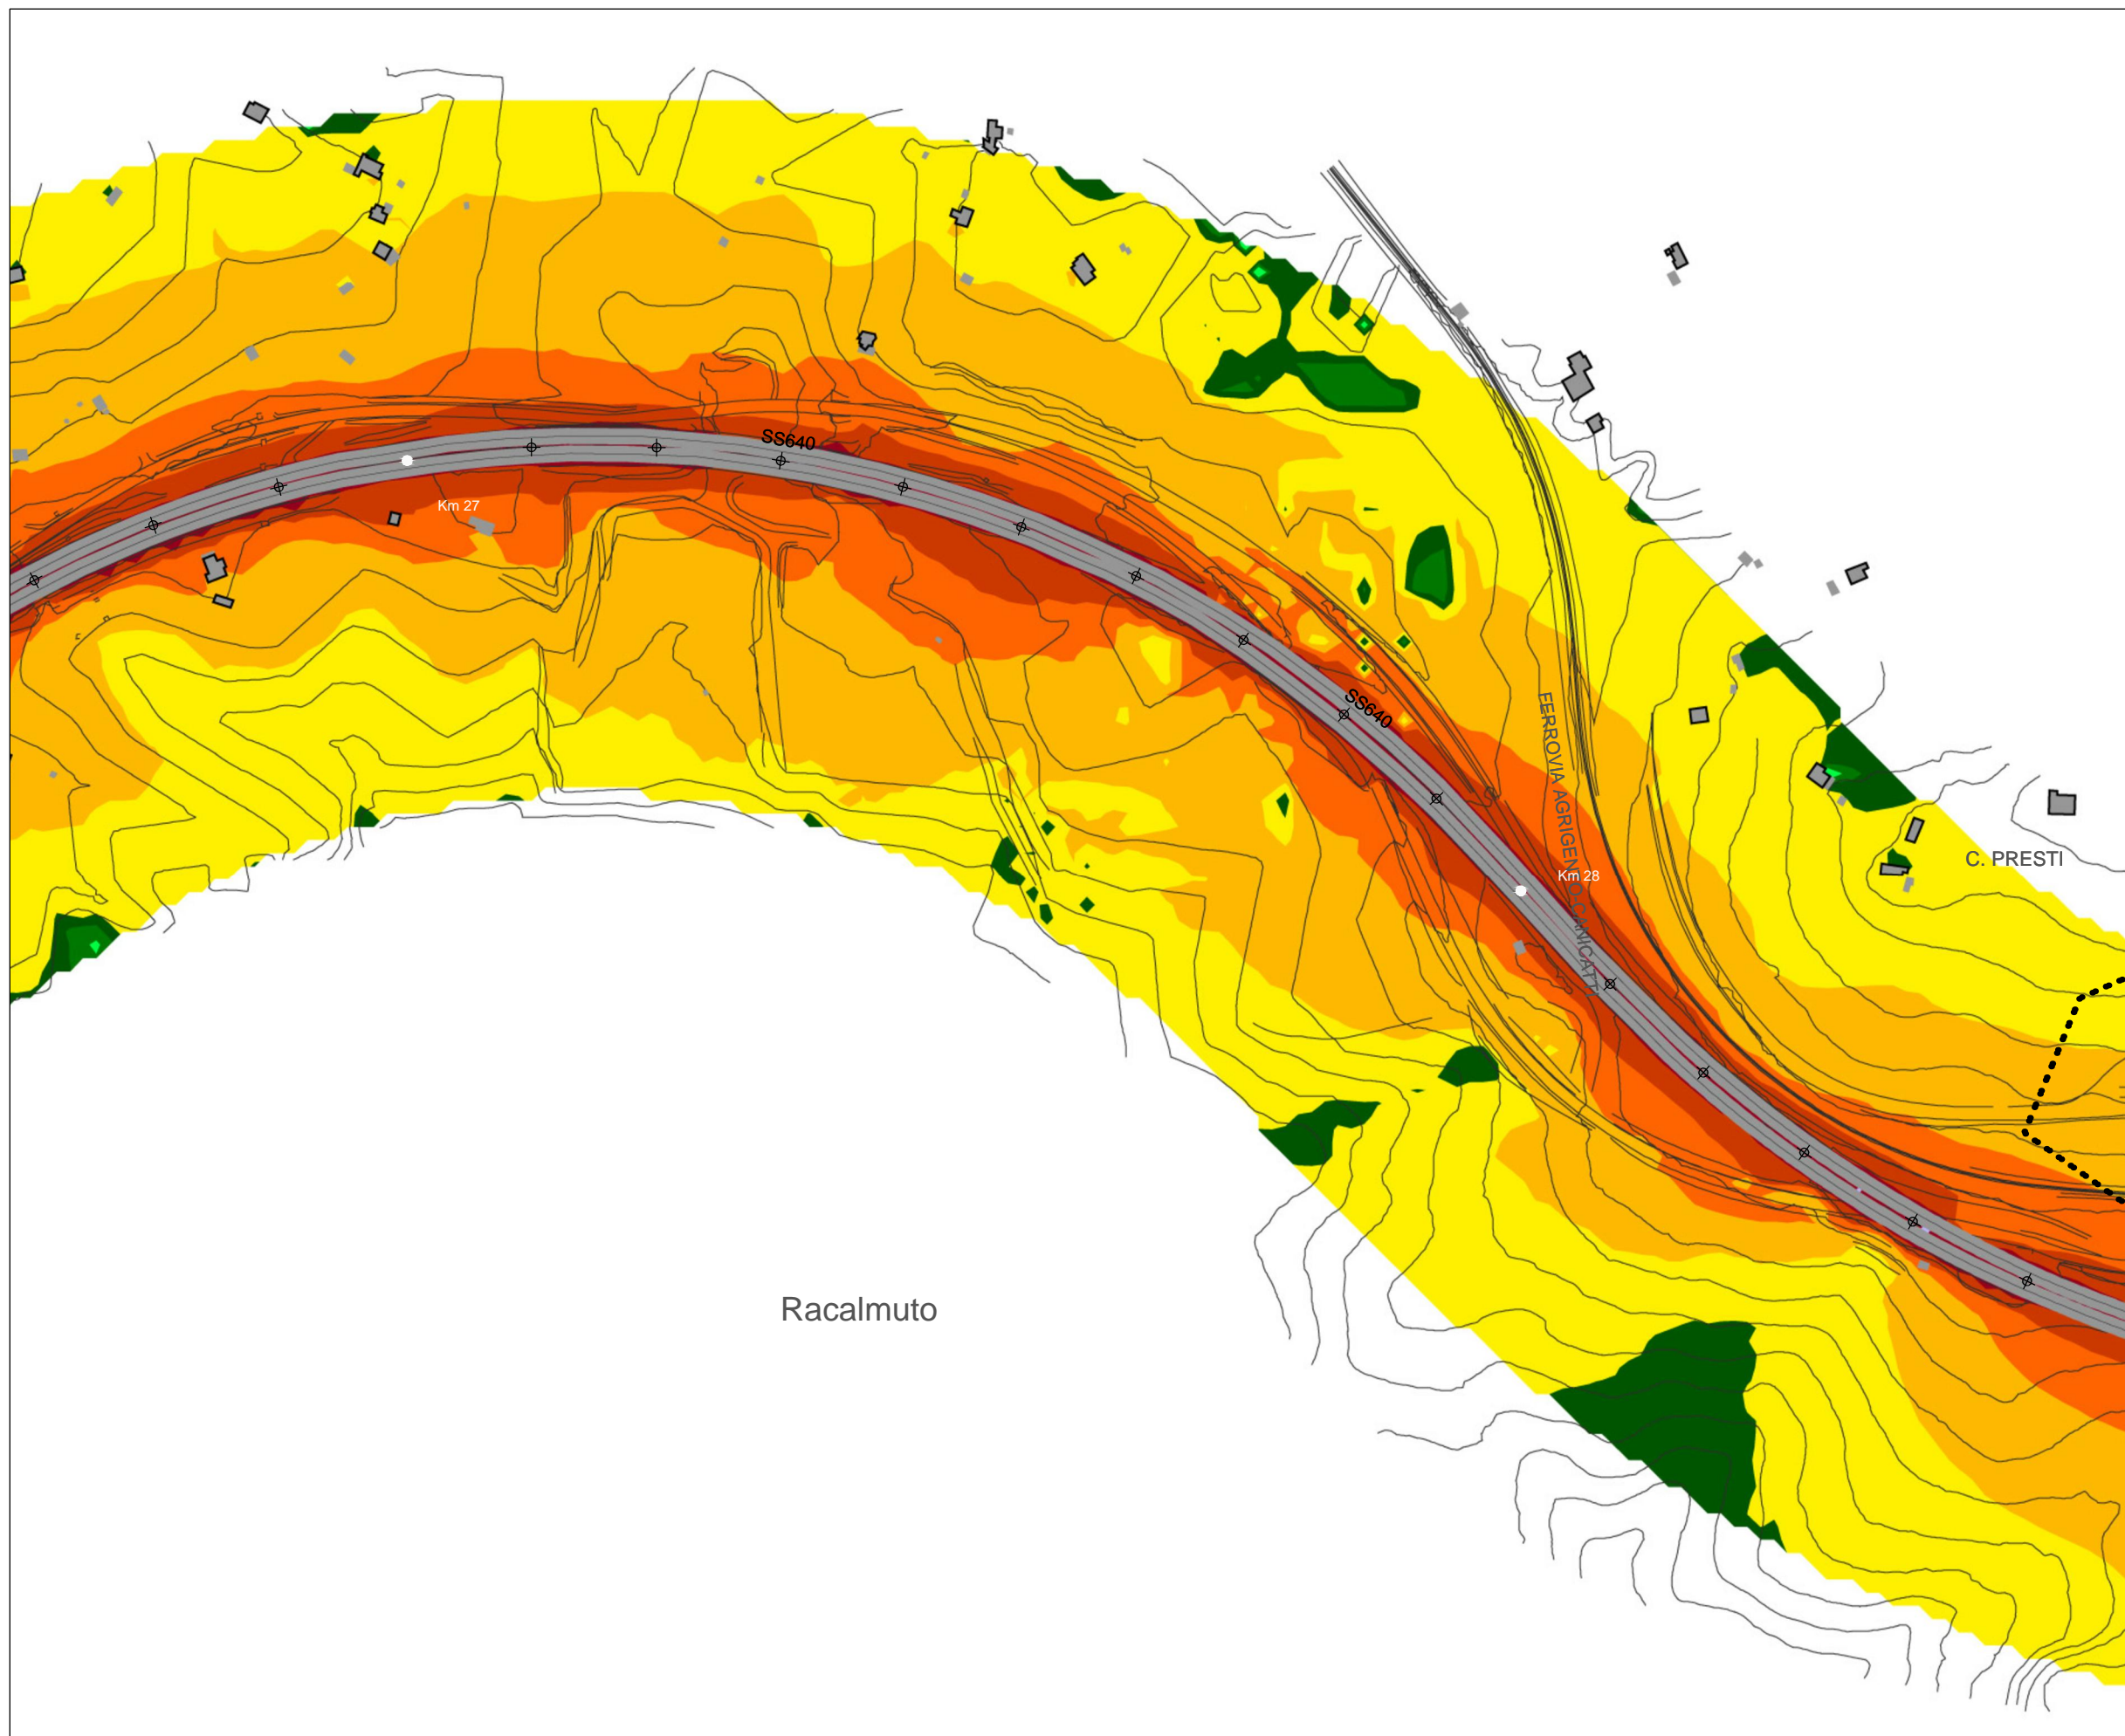 SS640
Km 27
SS640
FERROVIA AGRIGENTO-CANICATTI
C. PRESTI
Km 28
Racalmuto